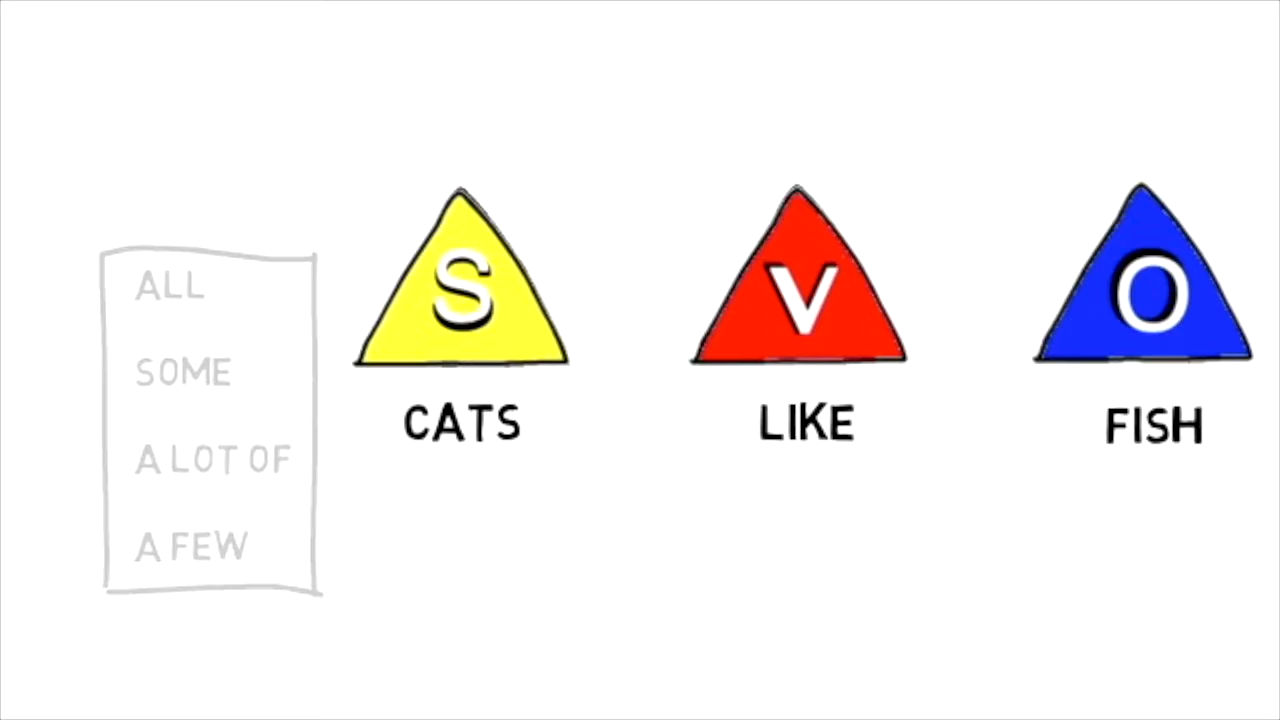 ALL
SOME
A LOT OF
A FEW
S
V
O
CATS
LIKE
FISH